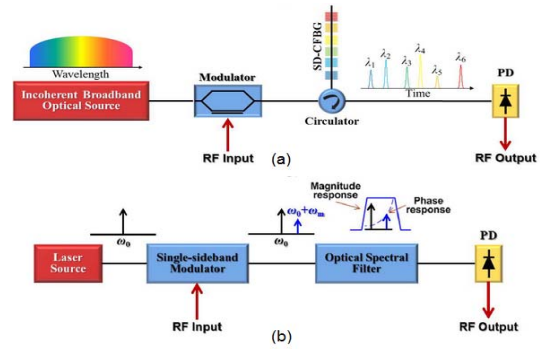 Wavelength
Incoherent Broadband
Optical Source
Modulator
RF Input
SD-CFBG
Circulator
λ1
λ2
λ3
λ4
λ5
λ6
Time
PD
RF Output
(a)
ω0
Laser
Source
Single-sideband
Modulator
RF Input
ω0+ωm
ω0
Magnitude
response
Phase
response
Optical Spectral
Filter
PD
RF Output
(b)